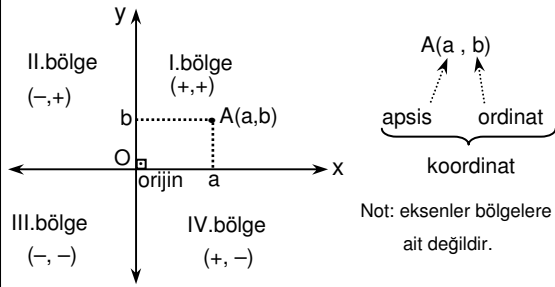 y
II.bölge
(–,+)
I.bölge
(+,+)
b
A(a,b)
O
orijin
a
x
III.bölge
(–, –)
IV.bölge
(+, –)
A(a , b)
apsis
ordinat
koordinat
Not: eksenler bölgelere
ait değildir.